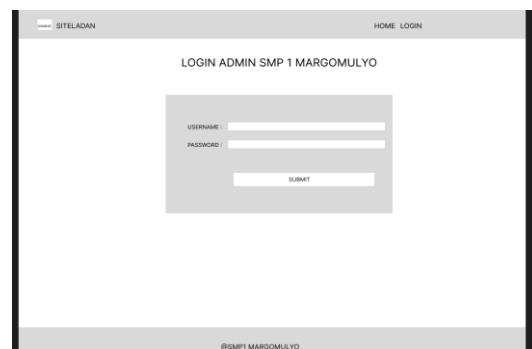 SITELADAN
HOME LOGIN
LOGIN ADMIN SMP 1 MARGOMULYO
USERNAME :
PASSWORD :
SUBMIT
@SMP1 MARGOMULYO